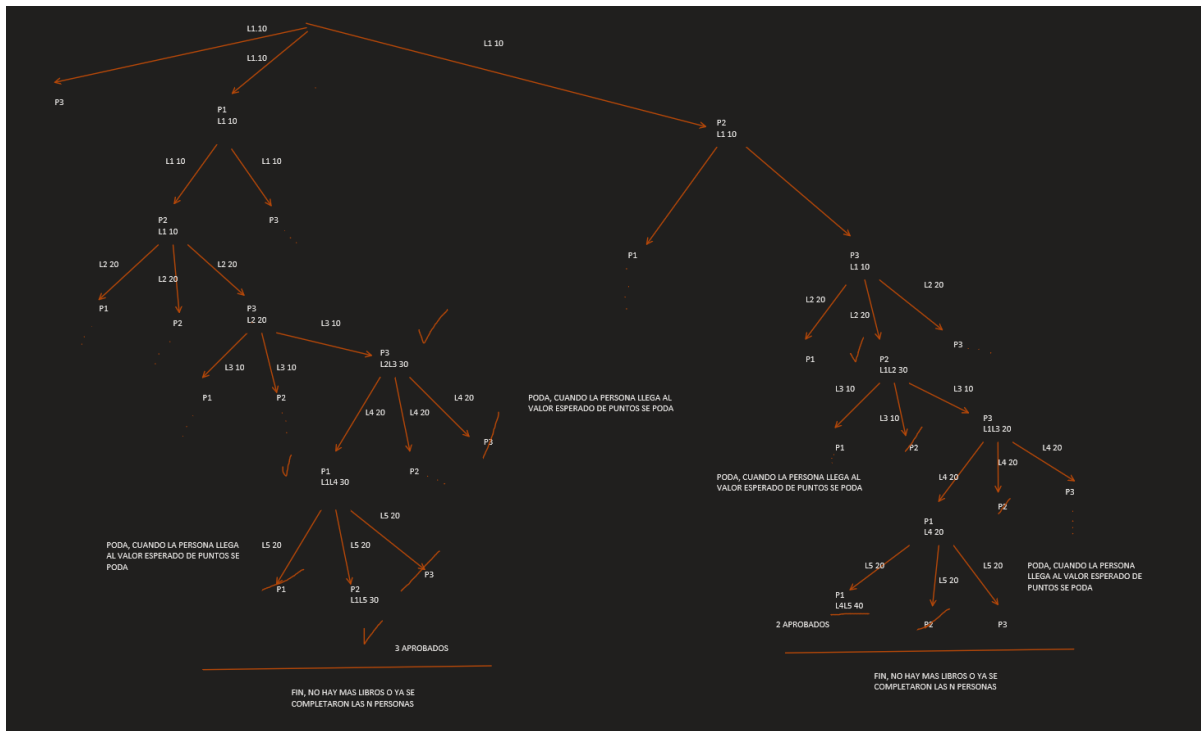 L1.10
L1.10
L1 10
P3
P1
L1 10
P2
L1 10
L1 10
L1 10
P2
L1 10
P3
P1
P3
L1 10
L2 20
L2 20
L2 20
L2 20
L2 20
L2 20
P1
P2
P3
L2 20
L3 10
P3
L2L3 30
P1
P2
L1L2 30
P3
L3 10
L3 10
P1
P2
L4 20
L4 20
L4 20
PODA, CUANDO LA PERSONA LLEGA AL
VALOR ESPERADO DE PUNTOS SE PODA
L3 10
L3 10
L3 10
P3
L1L3 20
P3
P1
P2
P1
L1L4 30
P2
PODA, CUANDO LA PERSONA LLEGA AL
VALOR ESPERADO DE PUNTOS SE PODA
L4 20
L4 20
L4 20
P3
P2
P1
L4 20
L5 20
L5 20
L5 20
PODA, CUANDO LA PERSONA LLEGA
AL VALOR ESPERADO DE PUNTOS SE
PODA
P1
P2
L1L5 30
P3
L5 20
L5 20
L5 20
PODA, CUANDO LA PERSONA
LLEGA AL VALOR ESPERADO DE
PUNTOS SE PODA
P1
L4L5 40
2 APROBADOS
P2
P3
3 APROBADOS
FIN, NO HAY MAS LIBROS O YA SE
COMPLETARON LAS N PERSONAS
FIN, NO HAY MAS LIBROS O YA SE
COMPLETARON LAS N PERSONAS